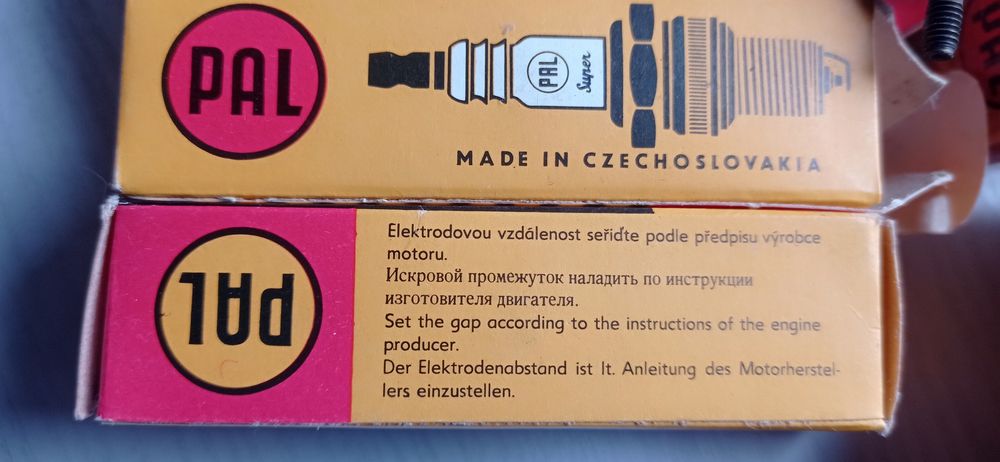 PAL
PAL
Super
MADE IN CZECHOSLOVAKIA
PAL
Elektrodovou vzdálenost seřiďte podle předpisu výrobce
motoru.
Искровой промежуток наладить по инструкции
изготовителя двигателя.
Set the gap according to the instructions of the engine
producer.
Der Elektrodenabstand ist lt. Anleitung des Motorherstel-
lers einzustellen.